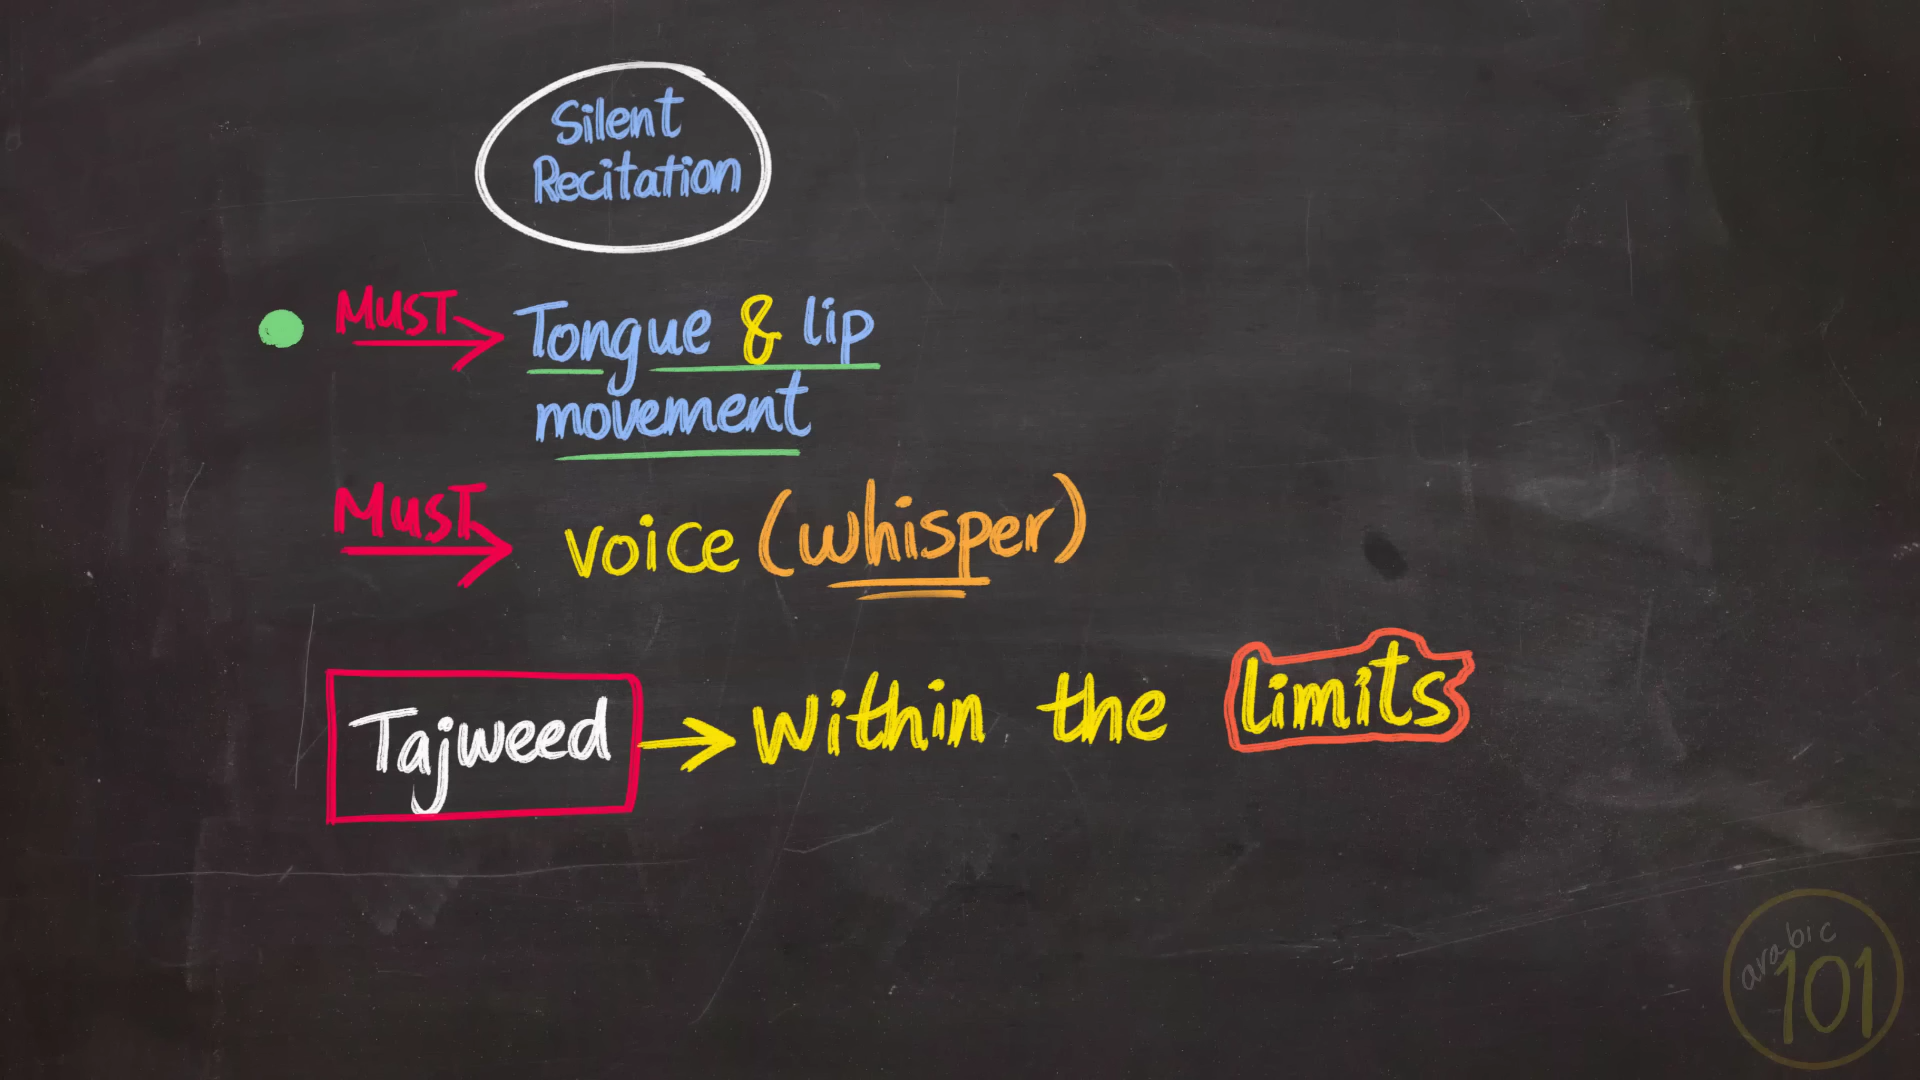 Silent
Recitation
MUST Tongue & lip
movement
MUST voice (whisper)
Tajweed Within the limits
arabic
101